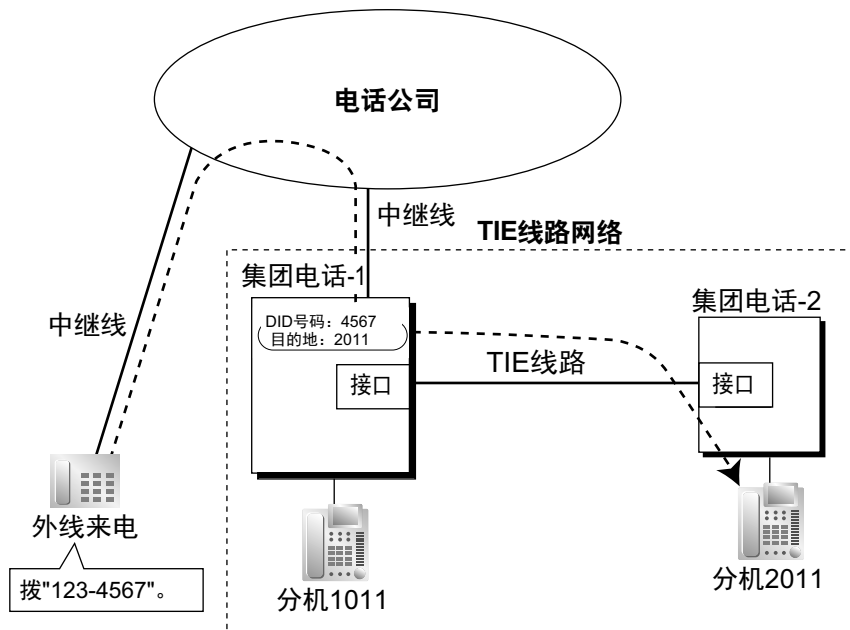 电话公司
中继线
TIE线路网络
集团电话-1
集团电话-2
中继线
DID号码：4567
目的地：2011
TIE线路
接口
接口
外线来电
拨"123-4567"。
分机1011
分机2011